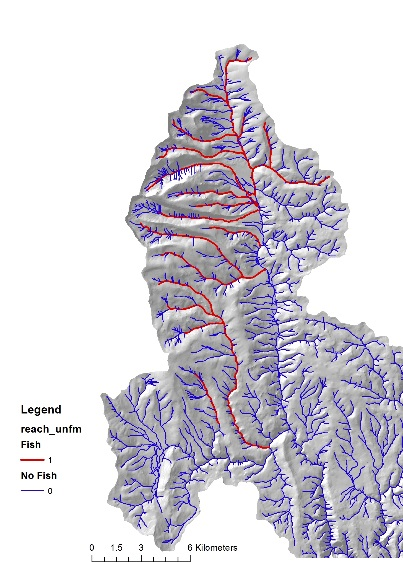 Legend
reach_unfm
Fish
1
No Fish
0
0 1.5 3 6 Kilometers